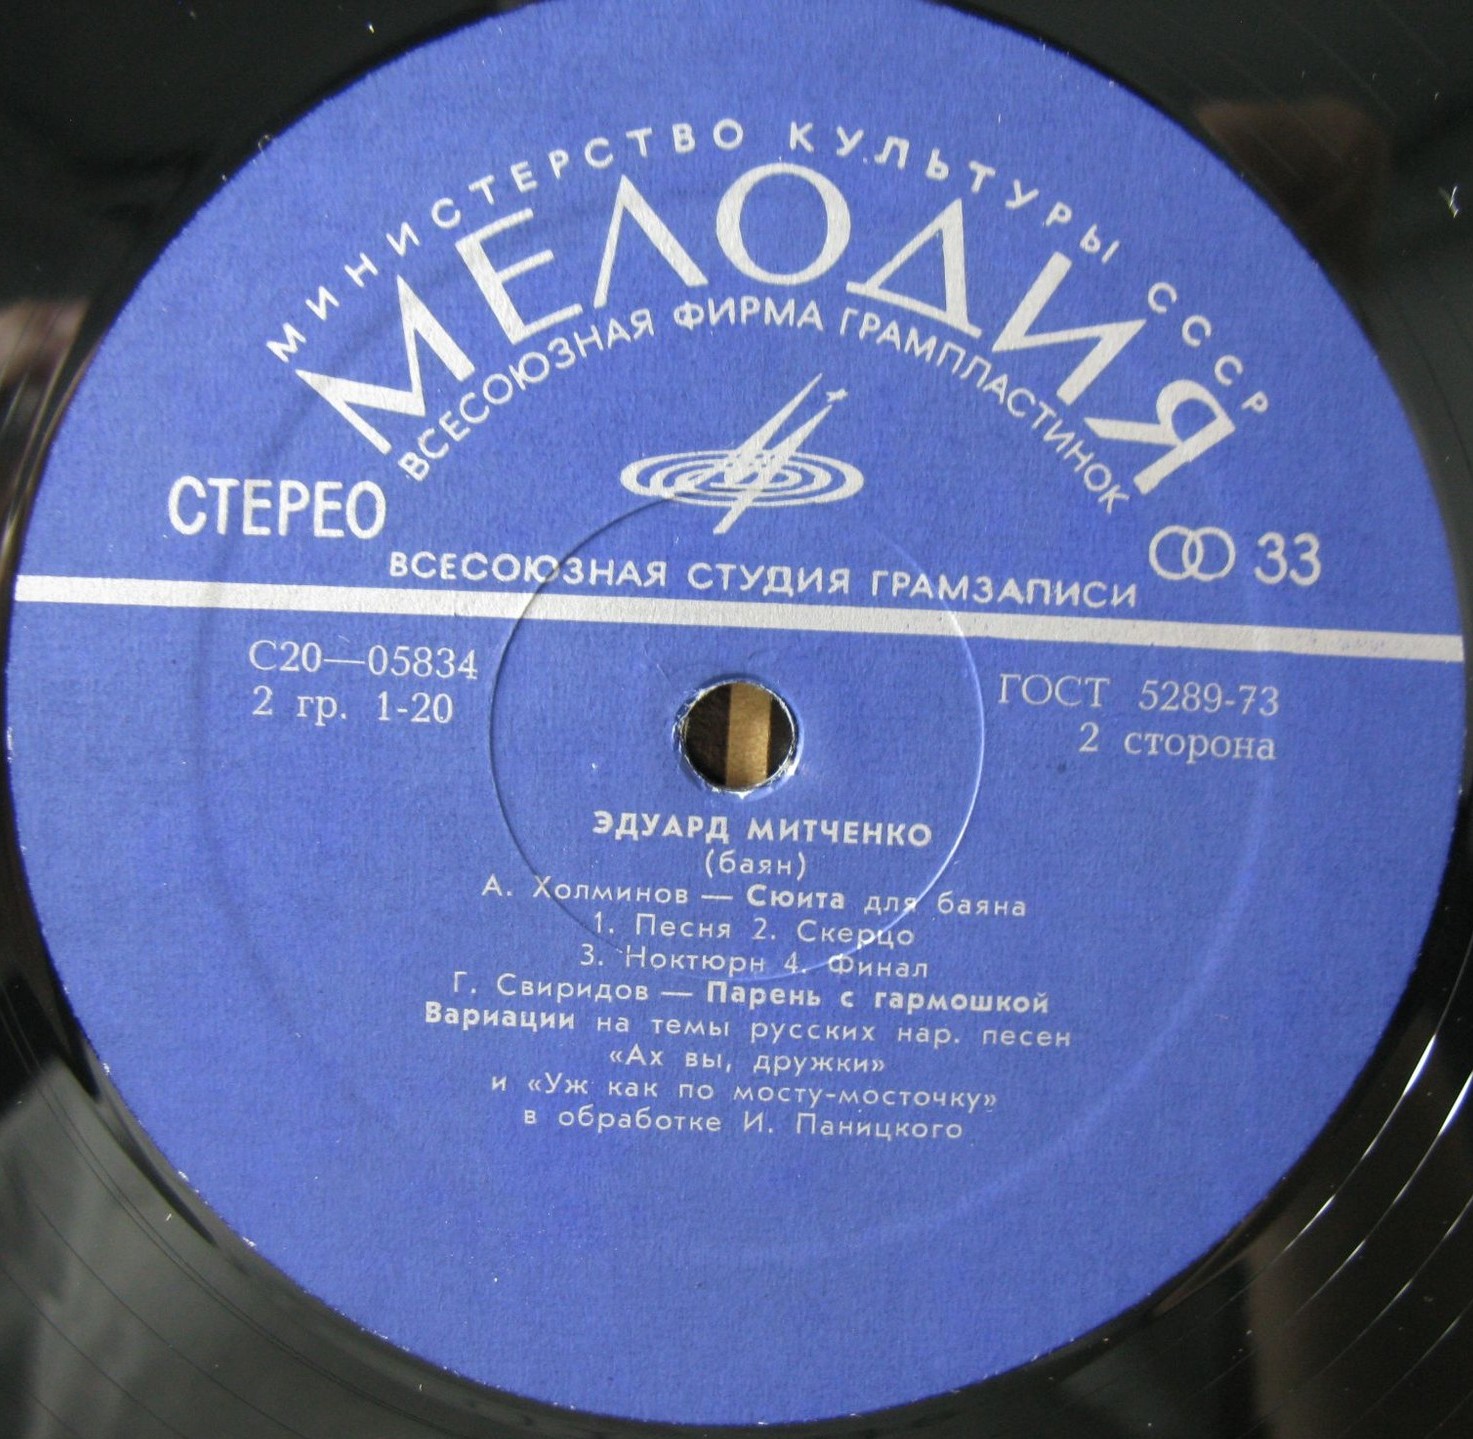 МИНИСТЕРСТВО КУЛЬТУРЫ СССР
МЕЛОДИЯ
ВСЕСОЮЗНАЯ ФИРМА ГРАМПЛАСТИНОК
СТЕРЕО
33
ВСЕСОЮЗНАЯ СТУДИЯ ГРАМЗАПИСИ
С20—05834
ГОСТ 5289-73
2 гр. 1-20
2 сторона
ЭДУАРД МИТЧЕНКО
(баян)
А. Холминов — Сюита для баяна
1. Песня 2. Скерцо
3. Ноктюрн 4. Финал
Г. Свиридов — Парень с гармошкой
Вариации на темы русских нар. песен
«Ах вы, дружки»
и «Уж как по мосту-мосточку»
в обработке И. Паницкого